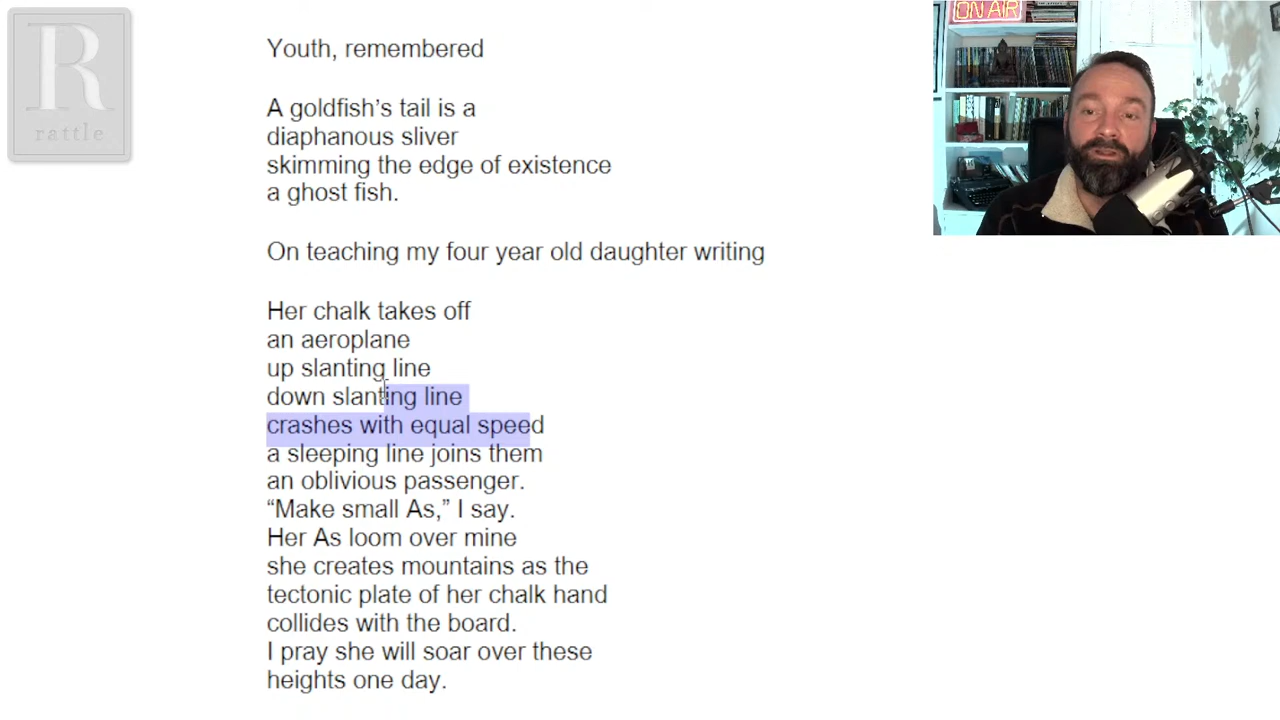 R
rattle
ON AIR
Youth, remembered
A goldfish's tail is a
diaphanous sliver
skimming the edge of existence
a ghost fish.
On teaching my four year old daughter writing
Her chalk takes off
an aeroplane
up slanting line
down slanting line
crashes with equal speed
a sleeping line joins them
an oblivious passenger.
“Make small As,” I say.
Her As loom over mine
she creates mountains as the
tectonic plate of her chalk hand
collides with the board.
I pray she will soar over these
heights one day.